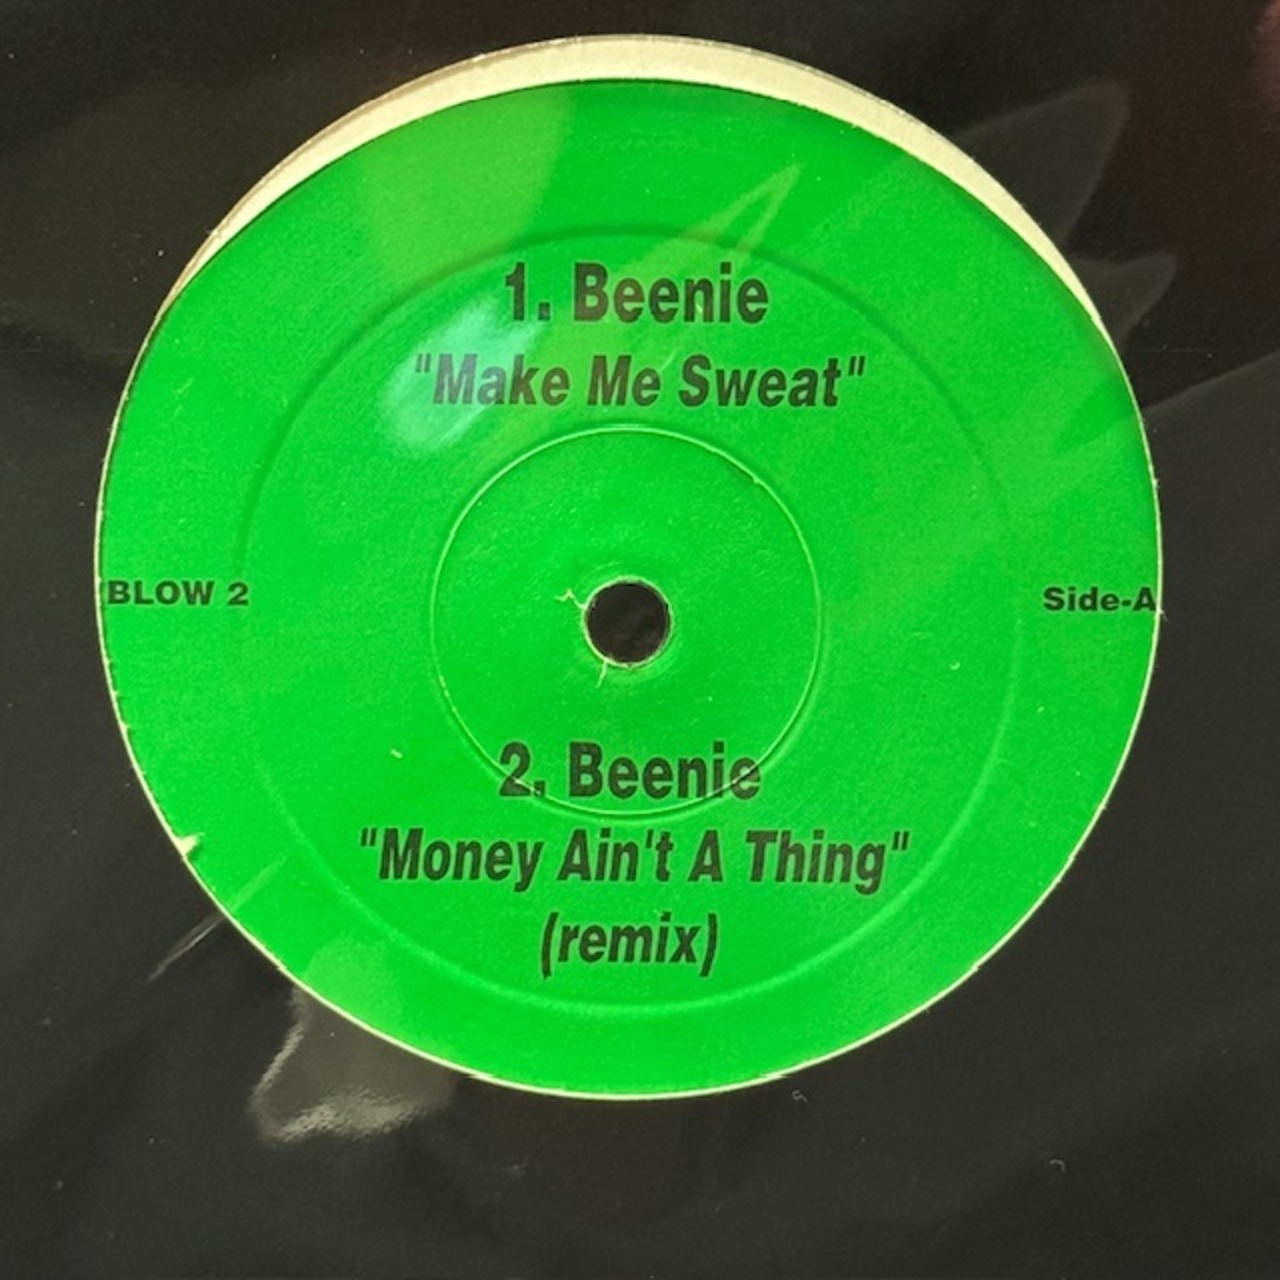 1. Beenie
"Make Me Sweat"
BLOW 2
Side-A
2. Beenie
"Money Ain't A Thing"
(remix)